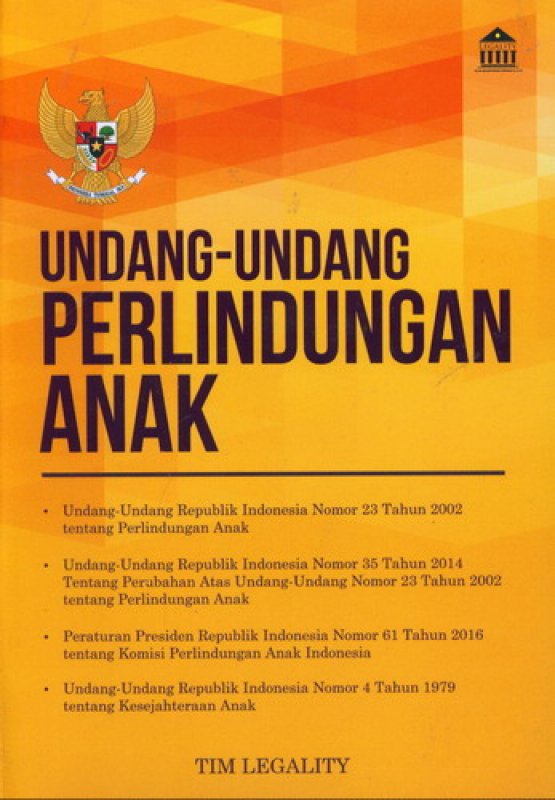 LEGALITY
UNDANG-UNDANG
PERLINDUNGAN
ANAK
• Undang-Undang Republik Indonesia Nomor 23 Tahun 2002
tentang Perlindungan Anak
• Undang-Undang Republik Indonesia Nomor 35 Tahun 2014
Tentang Perubahan Atas Undang-Undang Nomor 23 Tahun 2002
tentang Perlindungan Anak
• Peraturan Presiden Republik Indonesia Nomor 61 Tahun 2016
tentang Komisi Perlindungan Anak Indonesia
• Undang-Undang Republik Indonesia Nomor 4 Tahun 1979
tentang Kesejahteraan Anak
TIM LEGALITY